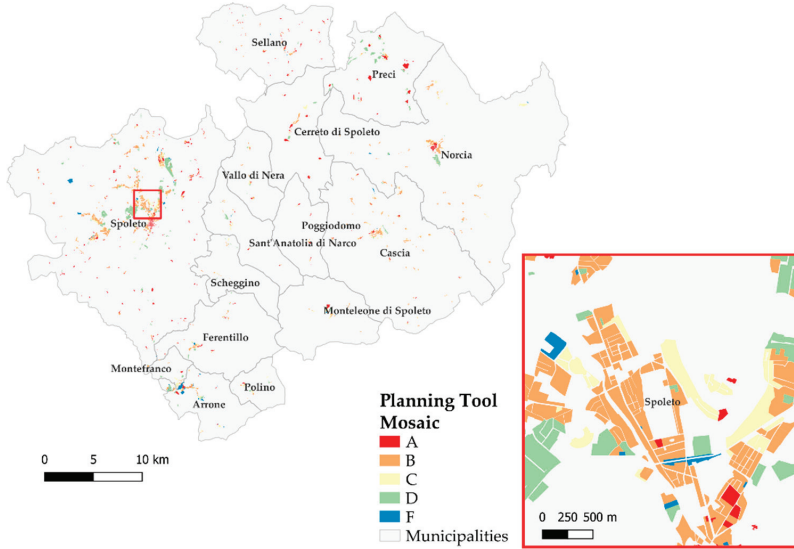 Sellano
Preci
Cerreto di Spoleto
Norcia
Vallo di Nera
Spoleto
Poggiodomo
Sant'Anatolia di Narco
Cascia
Scheggino
Monteleone di Spoleto
Ferentillo
Montefranco
Polino
Arrone
0 5 10 km
Planning Tool
Mosaic
A
B
C
D
F
Municipalities
Spoleto
0 250 500 m